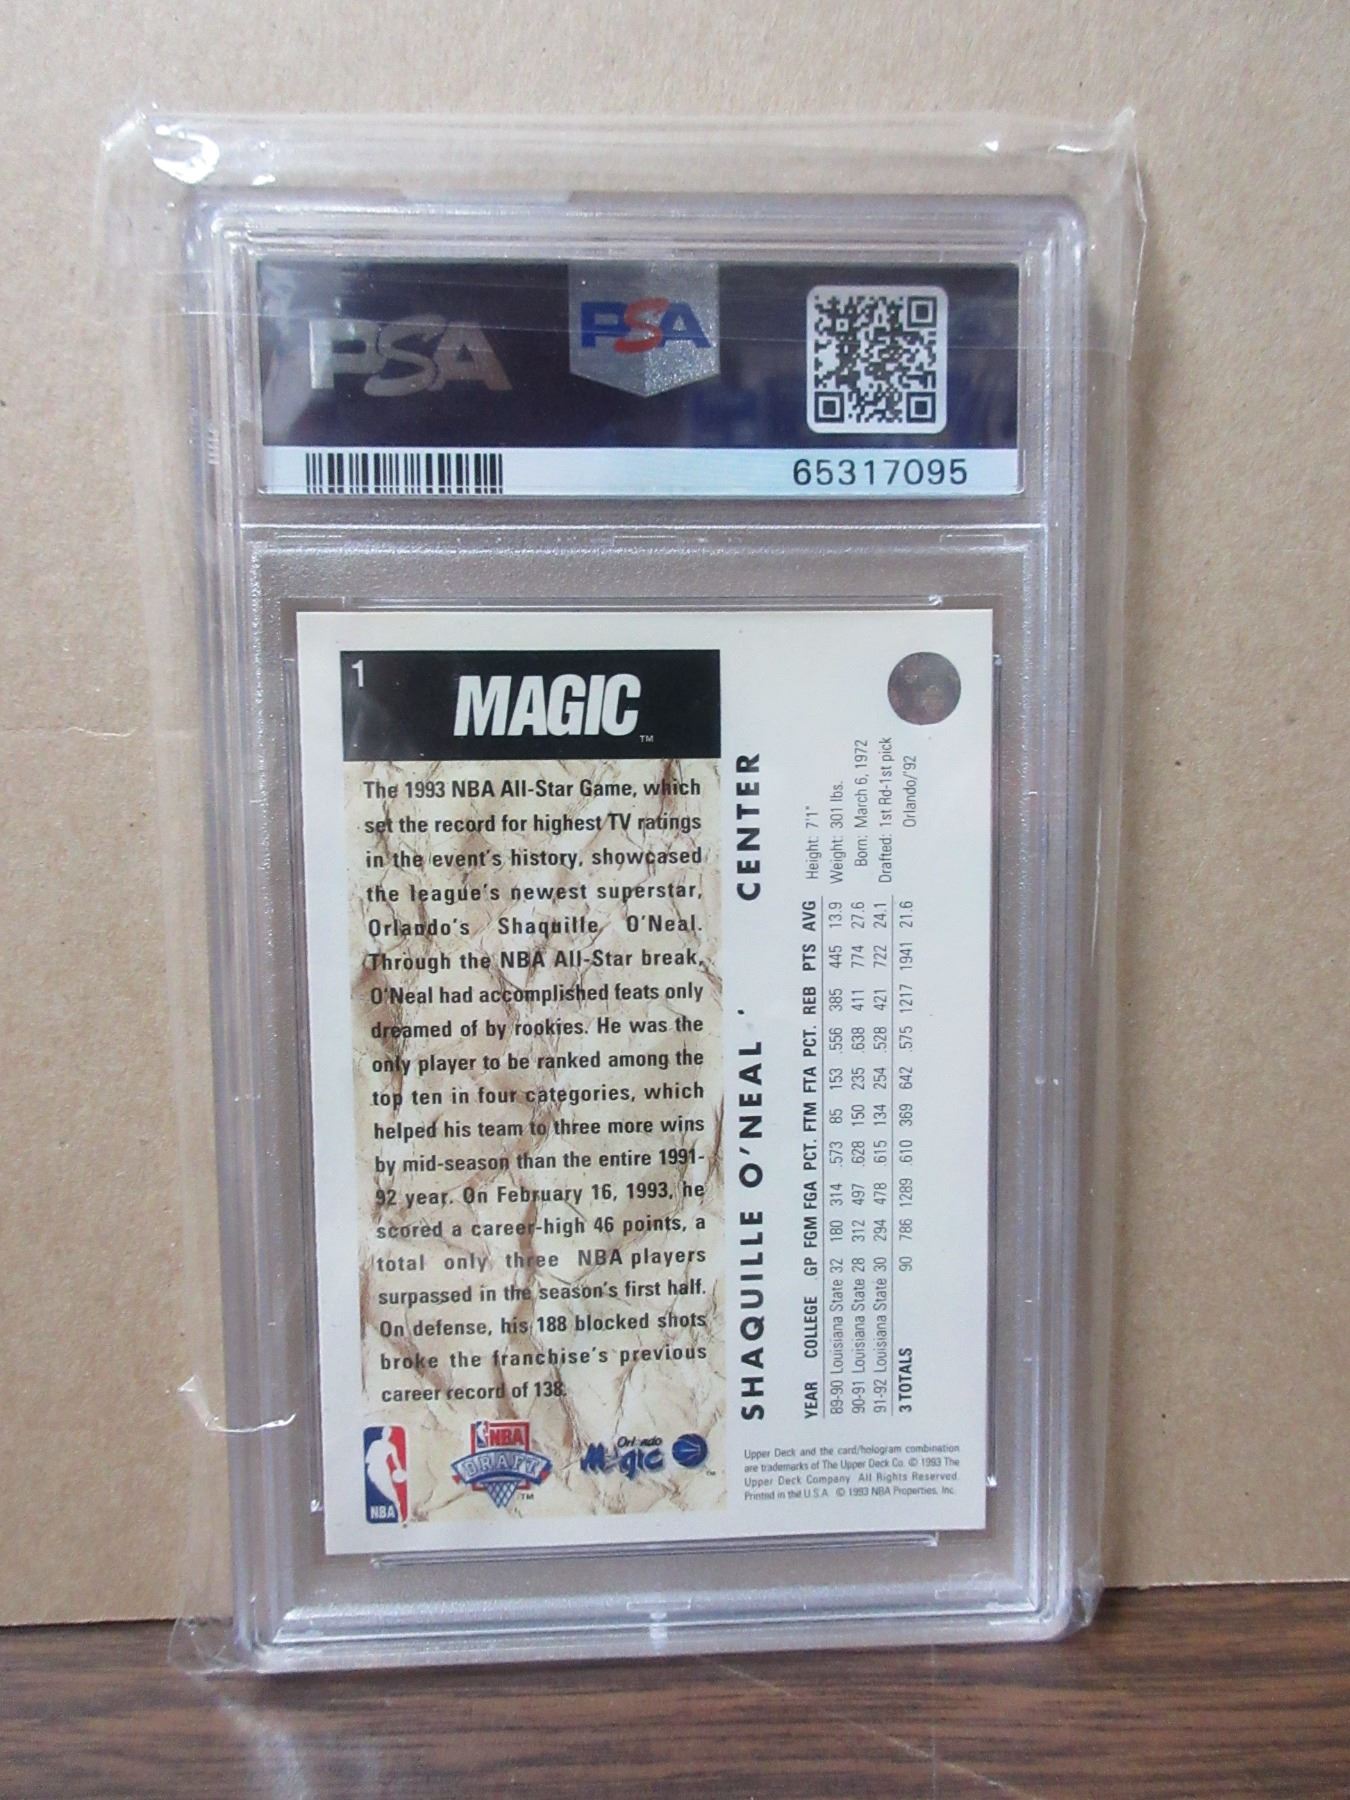 PSA
PSA
65317095
1
MAGIC
TM
The 1993 NBA All-Star Game, which
set the record for highest TV ratings
in the event's history, showcased
the league's newest superstar,
Orlando's Shaquille O'Neal.
Through the NBA All-Star break,
O'Neal had accomplished feats only
dreamed of by rookies. He was the
only player to be ranked among the
top ten in four categories, which
helped his team to three more wins
by mid-season than the entire 1991-
92 year. On February 16, 1993, he
scored a career-high 46 points, a
total only three NBA players
surpassed in the season's first half.
On defense, his 188 blocked shots
broke the franchise's previous
career record of 138.
NBA
NBA
DRAFT
TM
Orlando
Magic
TM
SHAQUILLE O'NEAL CENTER
Height: 7'1"
Weight: 301 lbs.
Born: March 6, 1972
Drafted: 1st Rd-1st pick
Orlando/'92
YEAR COLLEGE GP FGM FGA PCT. FTM FTA PCT. REB PTS AVG
89-90 Louisiana State 32 180 314 .573 85 153 .556 385 445 13.9
90-91 Louisiana State 28 312 497 .628 150 235 .638 411 774 27.6
91-92 Louisiana State 30 294 478 .615 134 254 .528 421 722 24.1
3 TOTALS 90 786 1289 .610 369 642 .575 1217 1941 21.6
Upper Deck and the card/hologram combination
are trademarks of The Upper Deck Co. © 1993 The
Upper Deck Company. All Rights Reserved.
Printed in the U.S.A. © 1993 NBA Properties, Inc.